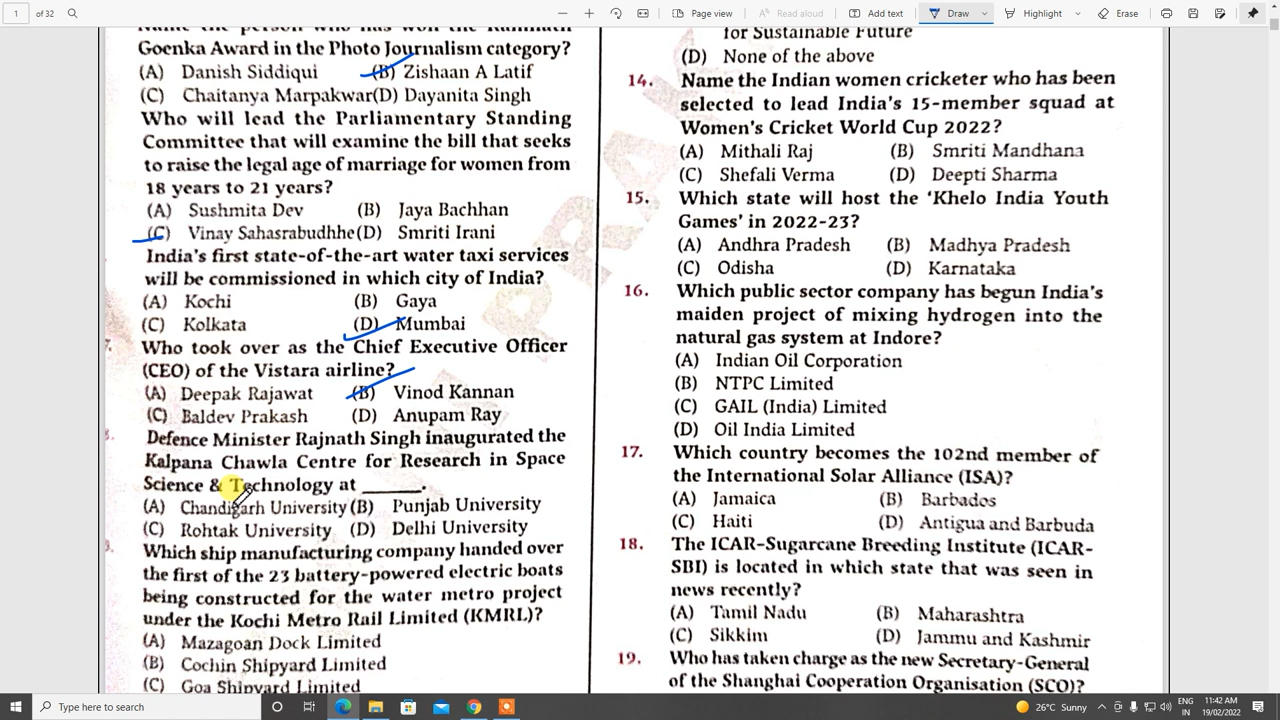 1 of 32
Page view
Read aloud
Add text
Draw
Highlight
Erase
Goenka Award in the Photo Journalism category?
(A) Danish Siddiqui (B) Zishaan A Latif
(C) Chaitanya Marpakwar(D) Dayanita Singh
Who will lead the Parliamentary Standing
Committee that will examine the bill that seeks
to raise the legal age of marriage for women from
18 years to 21 years?
(A) Sushmita Dev (B) Jaya Bachhan
(C) Vinay Sahasrabudhhe(D) Smriti Irani
India's first state-of-the-art water taxi services
will be commissioned in which city of India?
(A) Kochi (B) Gaya
(C) Kolkata (D) Mumbai
Who took over as the Chief Executive Officer
(CEO) of the Vistara airline?
(A) Deepak Rajawat (B) Vinod Kannan
(C) Baldev Prakash (D) Anupam Ray
Defence Minister Rajnath Singh inaugurated the
Kalpana Chawla Centre for Research in Space
Science & Technology at ______.
(A) Chandigarh University (B) Punjab University
(C) Rohtak University (D) Delhi University
Which ship manufacturing company handed over
the first of the 23 battery-powered electric boats
being constructed for the water metro project
under the Kochi Metro Rail Limited (KMRL)?
(A) Mazagoan Dock Limited
(B) Cochin Shipyard Limited
(C) Goa Shipyard Limited
for Sustainable Future
(D) None of the above
14. Name the Indian women cricketer who has been
selected to lead India's 15-member squad at
Women's Cricket World Cup 2022?
(A) Mithali Raj (B) Smriti Mandhana
(C) Shefali Verma (D) Deepti Sharma
15. Which state will host the 'Khelo India Youth
Games' in 2022-23?
(A) Andhra Pradesh (B) Madhya Pradesh
(C) Odisha (D) Karnataka
16. Which public sector company has begun India's
maiden project of mixing hydrogen into the
natural gas system at Indore?
(A) Indian Oil Corporation
(B) NTPC Limited
(C) GAIL (India) Limited
(D) Oil India Limited
17. Which country becomes the 102nd member of
the International Solar Alliance (ISA)?
(A) Jamaica (B) Barbados
(C) Haiti (D) Antigua and Barbuda
18. The ICAR-Sugarcane Breeding Institute (ICAR-
SBI) is located in which state that was seen in
news recently?
(A) Tamil Nadu (B) Maharashtra
(C) Sikkim (D) Jammu and Kashmir
19. Who has taken charge as the new Secretary-General
of the Shanghai Cooperation Organisation (SCO)?
Type here to search
26°C Sunny
ENG
IN
11:42 AM
19/02/2022